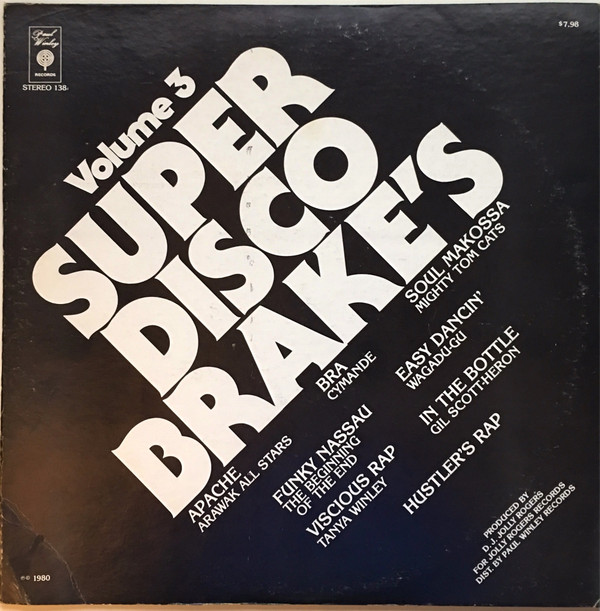 Paul
Winley
RECORDS
STEREO 138
$7.98
Volume 3
SUPER
DISCO
BRAKE'S
APACHE
ARAWAK ALL STARS
BRA
CYMANDE
FUNKY NASSAU
THE BEGINNING
OF THE END
VISCIOUS RAP
TANYA WINLEY
SOUL MAKOSSA
MIGHTY TOM CATS
EASY DANCIN'
WAGADU-GU
IN THE BOTTLE
GIL SCOTT-HERON
HUSTLER'S RAP
PRODUCED BY
D. J. JOLLY ROGERS
FOR JOLLY ROGERS RECORDS
DIST. BY PAUL WINLEY RECORDS
℗© 1980